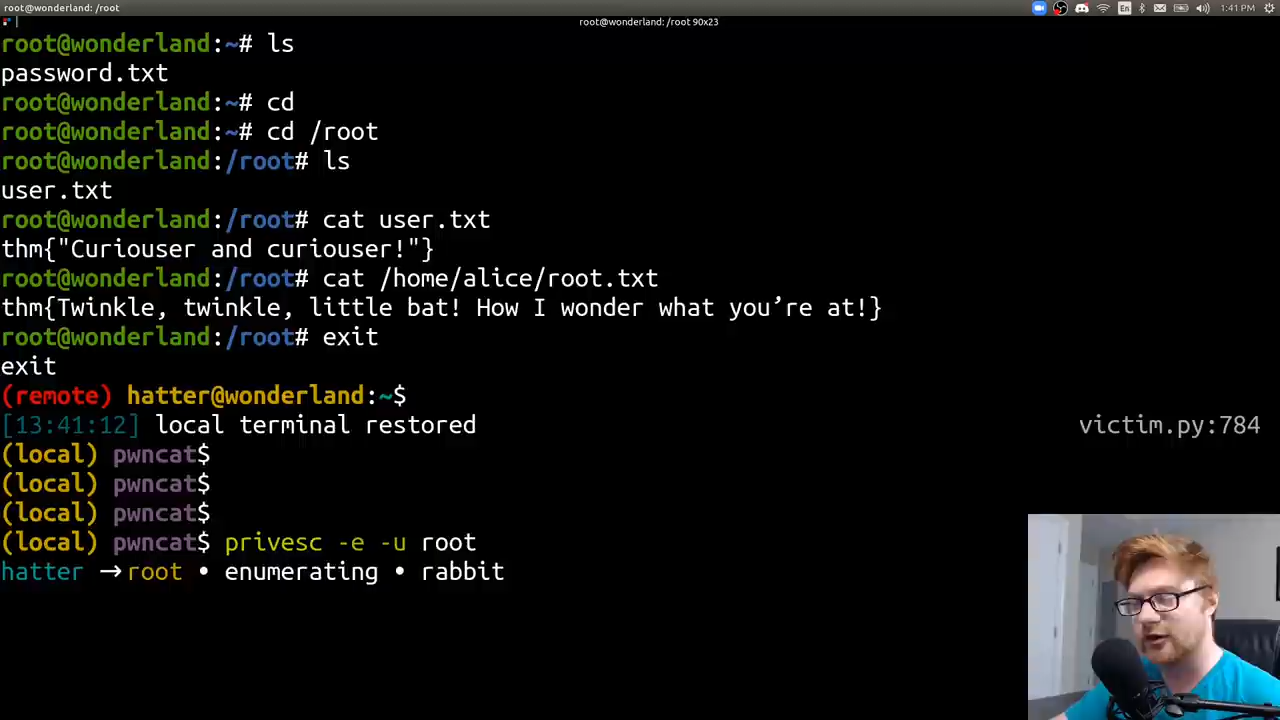 root@wonderland: /root
En
1:41 PM
root@wonderland: /root 90x23
root@wonderland:~# ls
password.txt
root@wonderland:~# cd
root@wonderland:~# cd /root
root@wonderland:/root# ls
user.txt
root@wonderland:/root# cat user.txt
thm{"Curiouser and curiouser!"}
root@wonderland:/root# cat /home/alice/root.txt
thm{Twinkle, twinkle, little bat! How I wonder what you’re at!}
root@wonderland:/root# exit
exit
(remote) hatter@wonderland:~$
[13:41:12] local terminal restored victim.py:784
(local) pwncat$
(local) pwncat$
(local) pwncat$
(local) pwncat$ privesc -e -u root
hatter →root • enumerating • rabbit